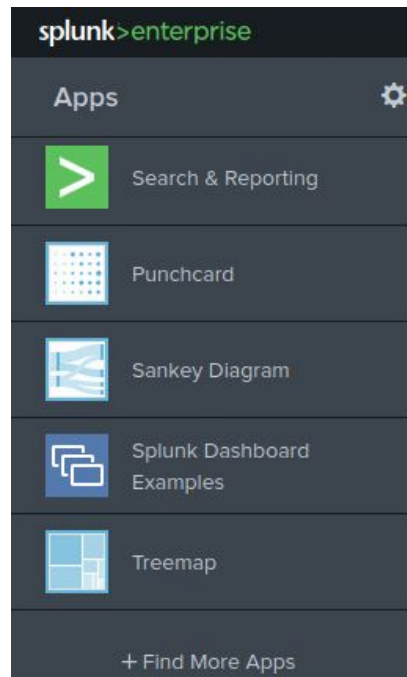 splunk>enterprise
Apps
Search & Reporting
Punchcard
Sankey Diagram
Splunk Dashboard
Examples
Treemap
+ Find More Apps